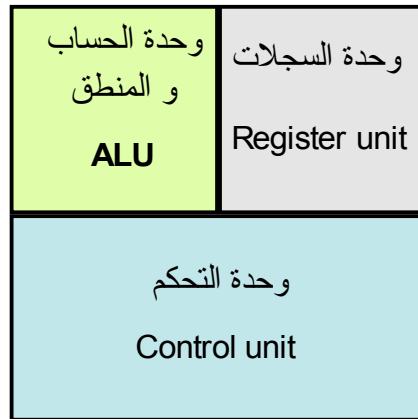 وحدة الحساب
و المنطق
ALU
وحدة السجلات
Register unit
وحدة التحكم
Control unit